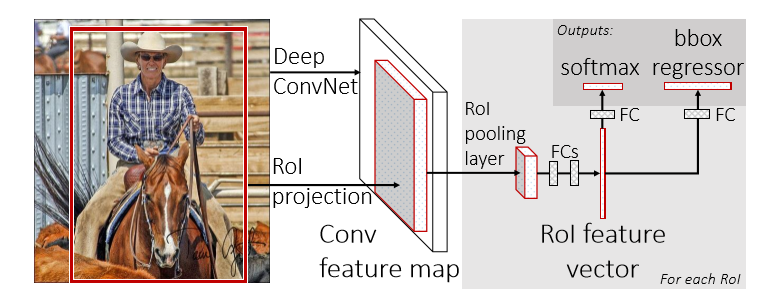 Deep
ConvNet
RoI
projection
Conv
feature map
RoI
pooling
layer
FCs
RoI feature
vector
Outputs:
softmax
bbox
regressor
FC
FC
For each RoI